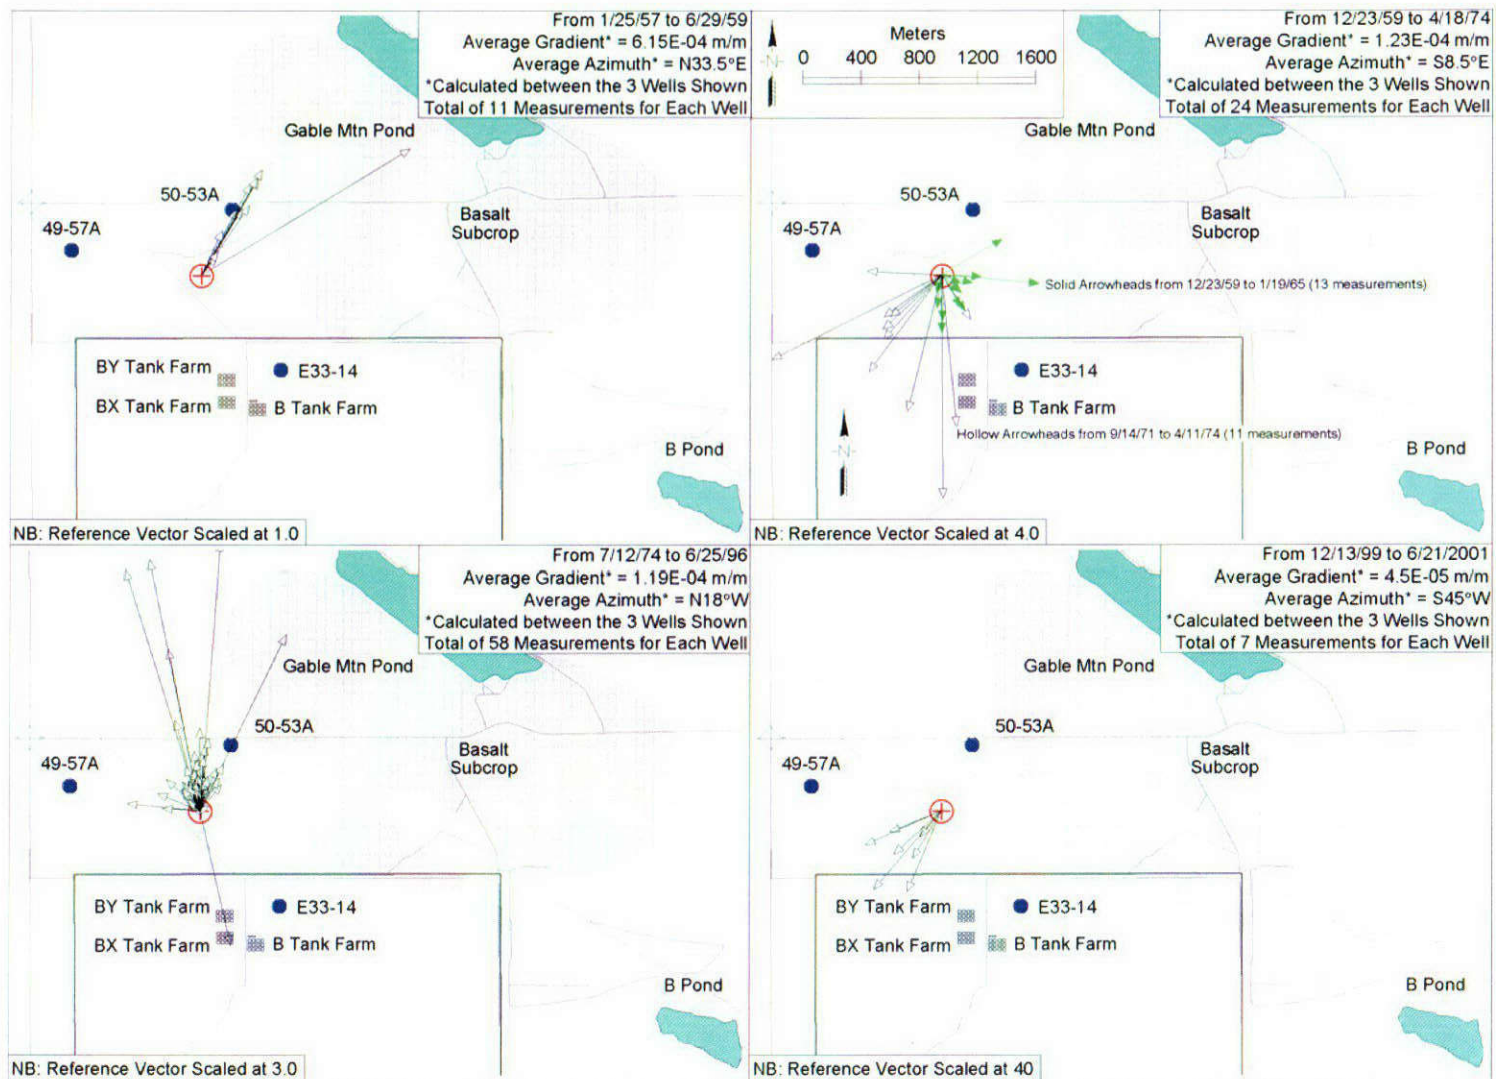 From 1/25/57 to 6/29/59
Average Gradient* = 6.15E-04 m/m
Average Azimuth* = N33.5°E
*Calculated between the 3 Wells Shown
Total of 11 Measurements for Each Well
Gable Mtn Pond
50-53A
49-57A
Basalt
Subcrop
BY Tank Farm
E33-14
BX Tank Farm
B Tank Farm
B Pond
NB: Reference Vector Scaled at 1.0
Meters
0 400 800 1200 1600
-N-
From 12/23/59 to 4/18/74
Average Gradient* = 1.23E-04 m/m
Average Azimuth* = S8.5°E
*Calculated between the 3 Wells Shown
Total of 24 Measurements for Each Well
Gable Mtn Pond
50-53A
49-57A
Basalt
Subcrop
Solid Arrowheads from 12/23/59 to 1/19/65 (13 measurements)
E33-14
B Tank Farm
Hollow Arrowheads from 9/14/71 to 4/11/74 (11 measurements)
-N-
B Pond
NB: Reference Vector Scaled at 4.0
From 7/12/74 to 6/25/96
Average Gradient* = 1.19E-04 m/m
Average Azimuth* = N18°W
*Calculated between the 3 Wells Shown
Total of 58 Measurements for Each Well
Gable Mtn Pond
50-53A
49-57A
Basalt
Subcrop
BY Tank Farm
E33-14
BX Tank Farm
B Tank Farm
B Pond
NB: Reference Vector Scaled at 3.0
From 12/13/99 to 6/21/2001
Average Gradient* = 4.5E-05 m/m
Average Azimuth* = S45°W
*Calculated between the 3 Wells Shown
Total of 7 Measurements for Each Well
Gable Mtn Pond
50-53A
49-57A
Basalt
Subcrop
BY Tank Farm
E33-14
BX Tank Farm
B Tank Farm
B Pond
NB: Reference Vector Scaled at 40